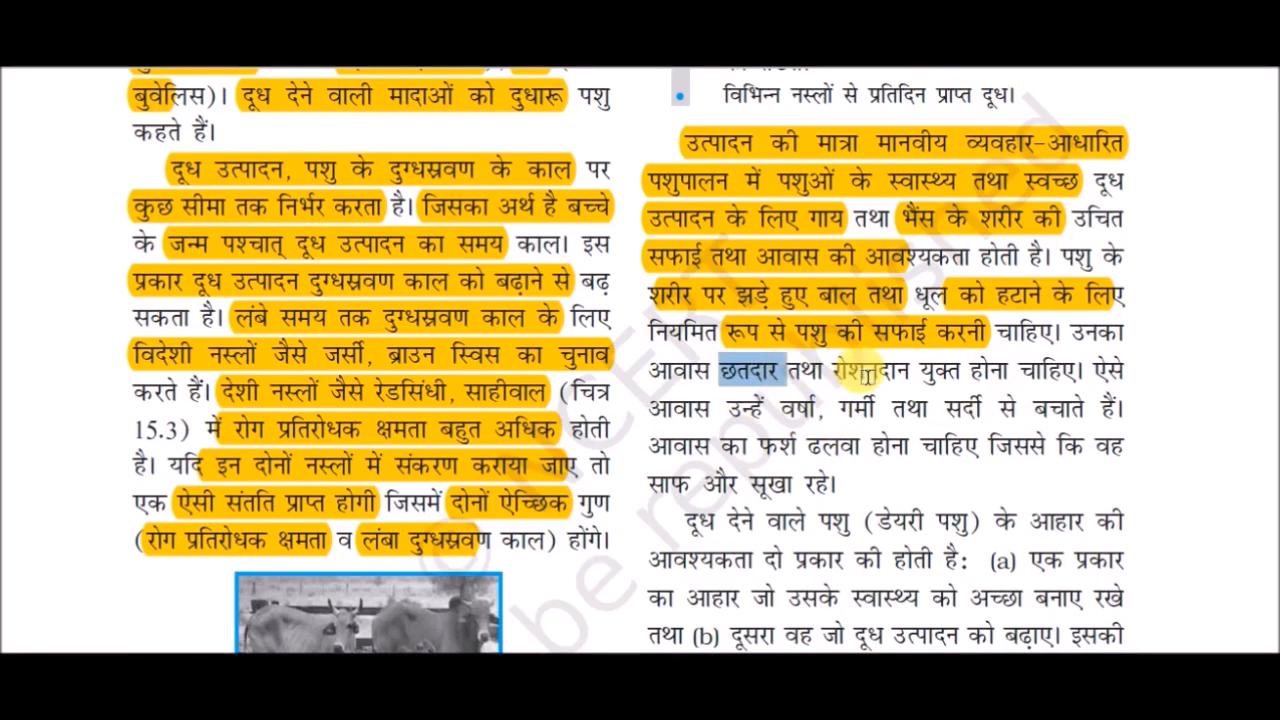 बुवेलिस)। दूध देने वाली मादाओं को दुधारू पशु
कहते हैं।
दूध उत्पादन, पशु के दुग्धस्रवण के काल पर
कुछ सीमा तक निर्भर करता है। जिसका अर्थ है बच्चे
के जन्म पश्चात् दूध उत्पादन का समय काल। इस
प्रकार दूध उत्पादन दुग्धस्रवण काल को बढ़ाने से बढ़
सकता है। लंबे समय तक दुग्धस्रवण काल के लिए
विदेशी नस्लों जैसे जर्सी, ब्राउन स्विस का चुनाव
करते हैं। देशी नस्लों जैसे रेडसिंधी, साहीवाल (चित्र
15.3) में रोग प्रतिरोधक क्षमता बहुत अधिक होती
है। यदि इन दोनों नस्लों में संकरण कराया जाए तो
एक ऐसी संतति प्राप्त होगी जिसमें दोनों ऐच्छिक गुण
(रोग प्रतिरोधक क्षमता व लंबा दुग्धस्रवण काल) होंगे।
• विभिन्न नस्लों से प्रतिदिन प्राप्त दूध।
उत्पादन की मात्रा मानवीय व्यवहार-आधारित
पशुपालन में पशुओं के स्वास्थ्य तथा स्वच्छ दूध
उत्पादन के लिए गाय तथा भैंस के शरीर की उचित
सफाई तथा आवास की आवश्यकता होती है। पशु के
शरीर पर झड़े हुए बाल तथा धूल को हटाने के लिए
नियमित रूप से पशु की सफाई करनी चाहिए। उनका
आवास छतदार तथा रोशनदान युक्त होना चाहिए। ऐसे
आवास उन्हें वर्षा, गर्मी तथा सर्दी से बचाते हैं।
आवास का फर्श ढलवा होना चाहिए जिससे कि वह
साफ और सूखा रहे।
दूध देने वाले पशु (डेयरी पशु) के आहार की
आवश्यकता दो प्रकार की होती है: (a) एक प्रकार
का आहार जो उसके स्वास्थ्य को अच्छा बनाए रखे
तथा (b) दूसरा वह जो दूध उत्पादन को बढ़ाए। इसकी
© NCERT
be republished